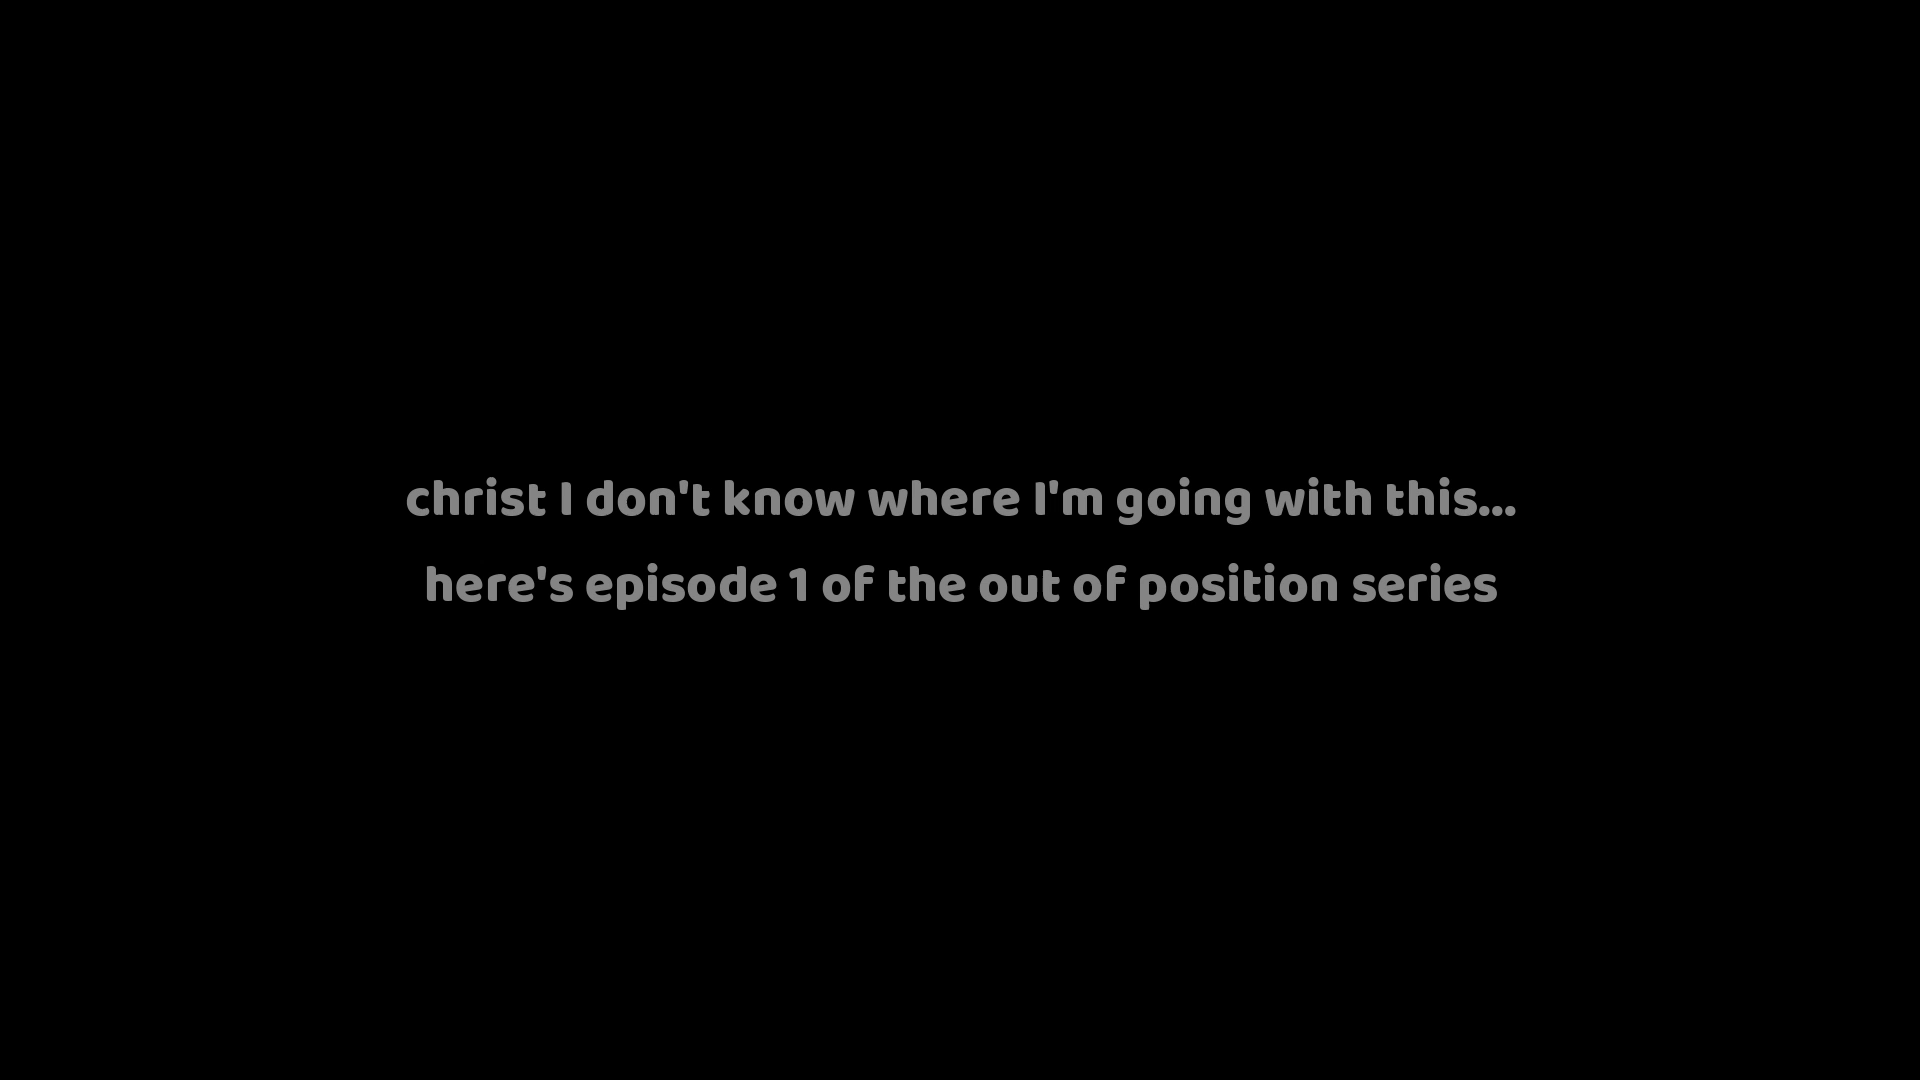 christ I don't know where I'm going with this...
here's episode 1 of the out of position series